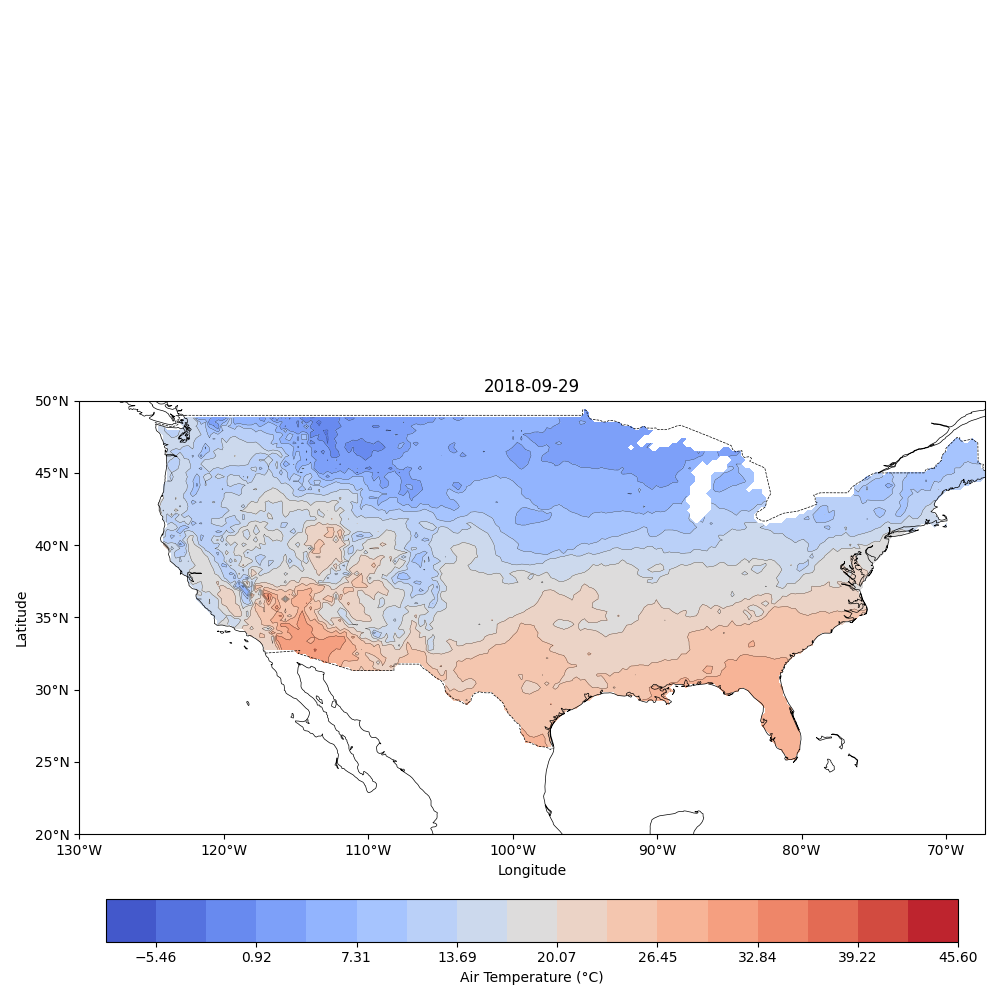 2018-09-29
50°N
45°N
40°N
35°N
30°N
25°N
20°N
Latitude
130°W 120°W 110°W 100°W 90°W 80°W 70°W
Longitude
−5.46 0.92 7.31 13.69 20.07 26.45 32.84 39.22 45.60
Air Temperature (°C)